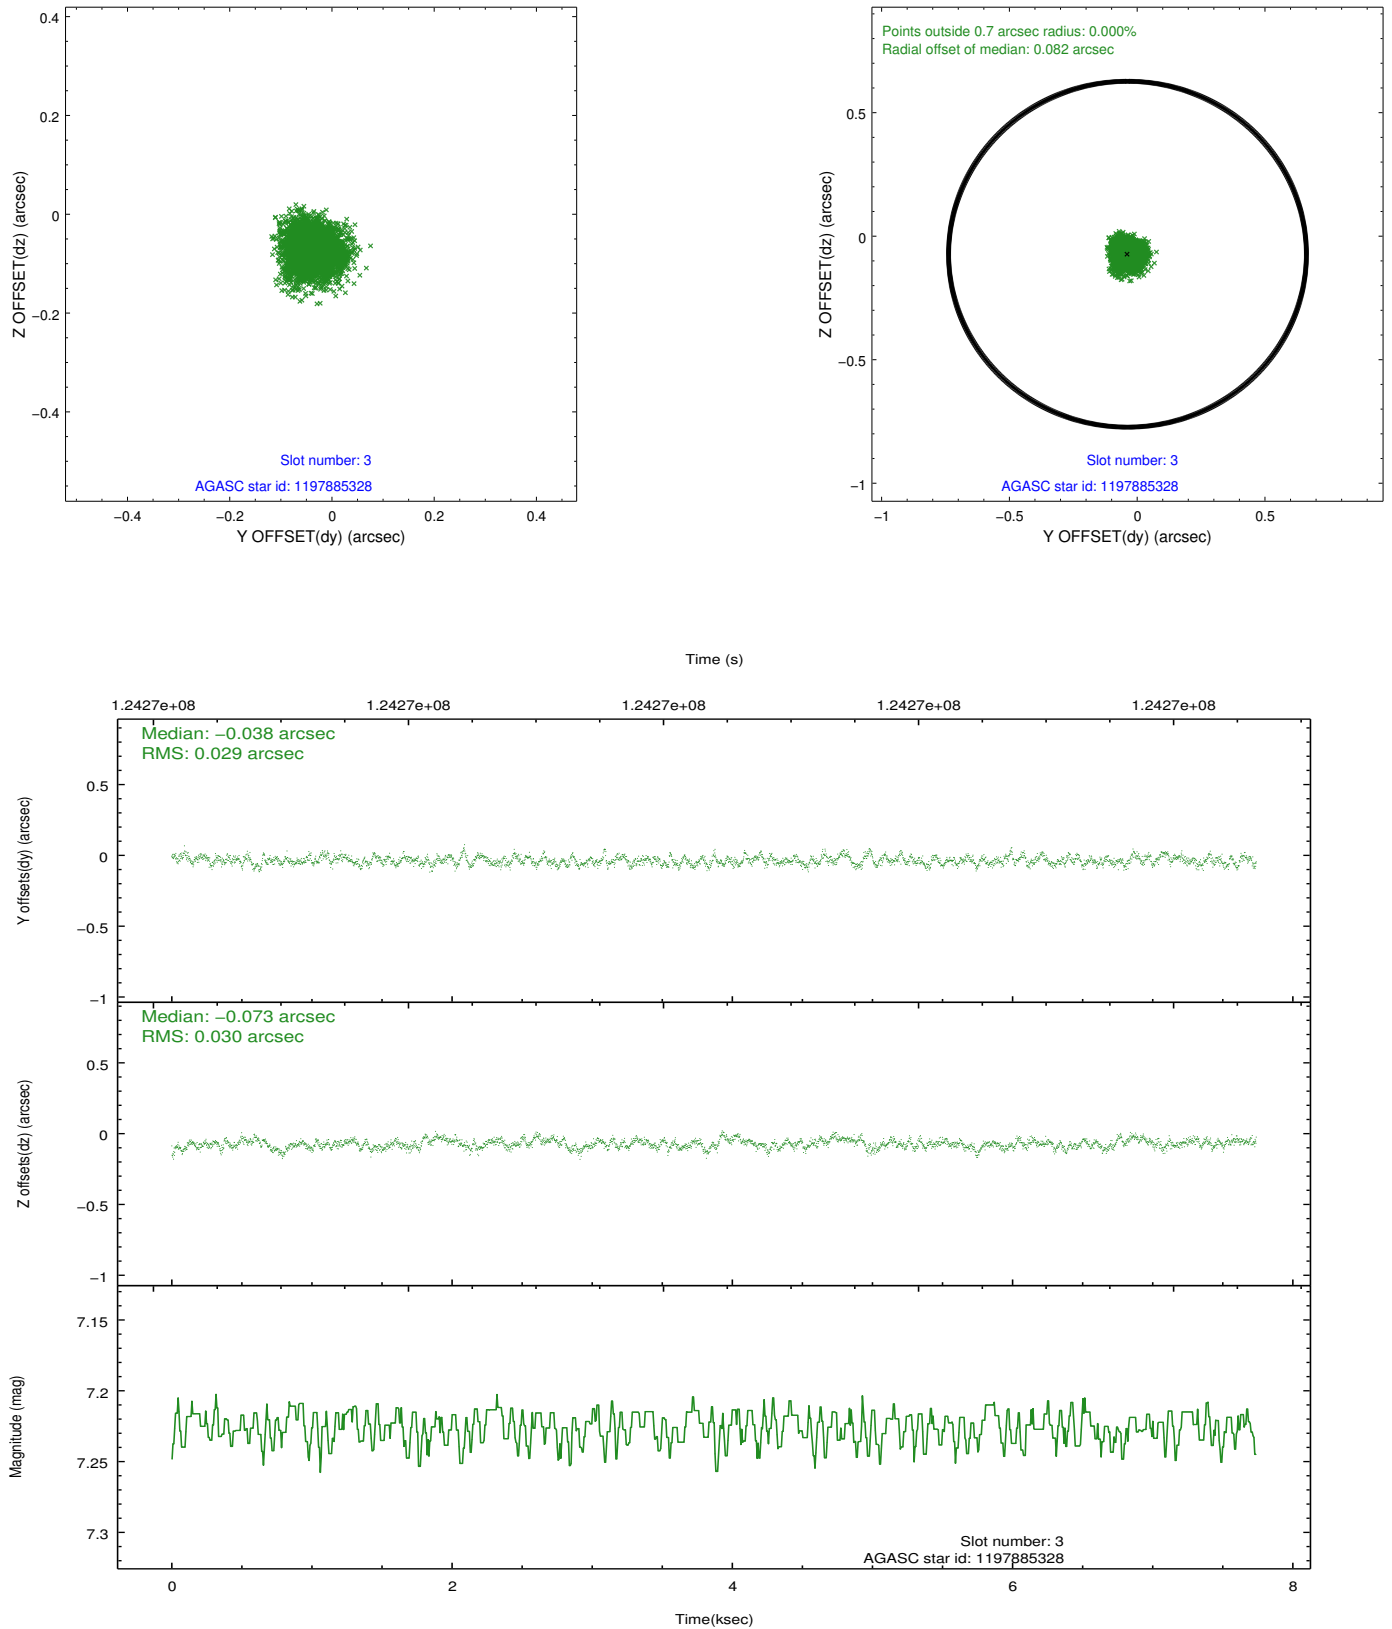 0.4
0.2
0
−0.2
−0.4
Z OFFSET(dz) (arcsec)
Slot number: 3
AGASC star id: 1197885328
−0.4 −0.2 0 0.2 0.4
Y OFFSET(dy) (arcsec)
Points outside 0.7 arcsec radius: 0.000%
Radial offset of median: 0.082 arcsec
0.5
0
−0.5
−1
Z OFFSET(dz) (arcsec)
Slot number: 3
AGASC star id: 1197885328
−1 −0.5 0 0.5
Y OFFSET(dy) (arcsec)
Time (s)
1.2427e+08 1.2427e+08 1.2427e+08 1.2427e+08 1.2427e+08
Median: −0.038 arcsec
RMS: 0.029 arcsec
0.5
0
−0.5
−1
Y offsets(dy) (arcsec)
Median: −0.073 arcsec
RMS: 0.030 arcsec
0.5
0
−0.5
−1
Z offsets(dz) (arcsec)
7.15
7.2
7.25
7.3
Magnitude (mag)
Slot number: 3
AGASC star id: 1197885328
0 2 4 6 8
Time(ksec)